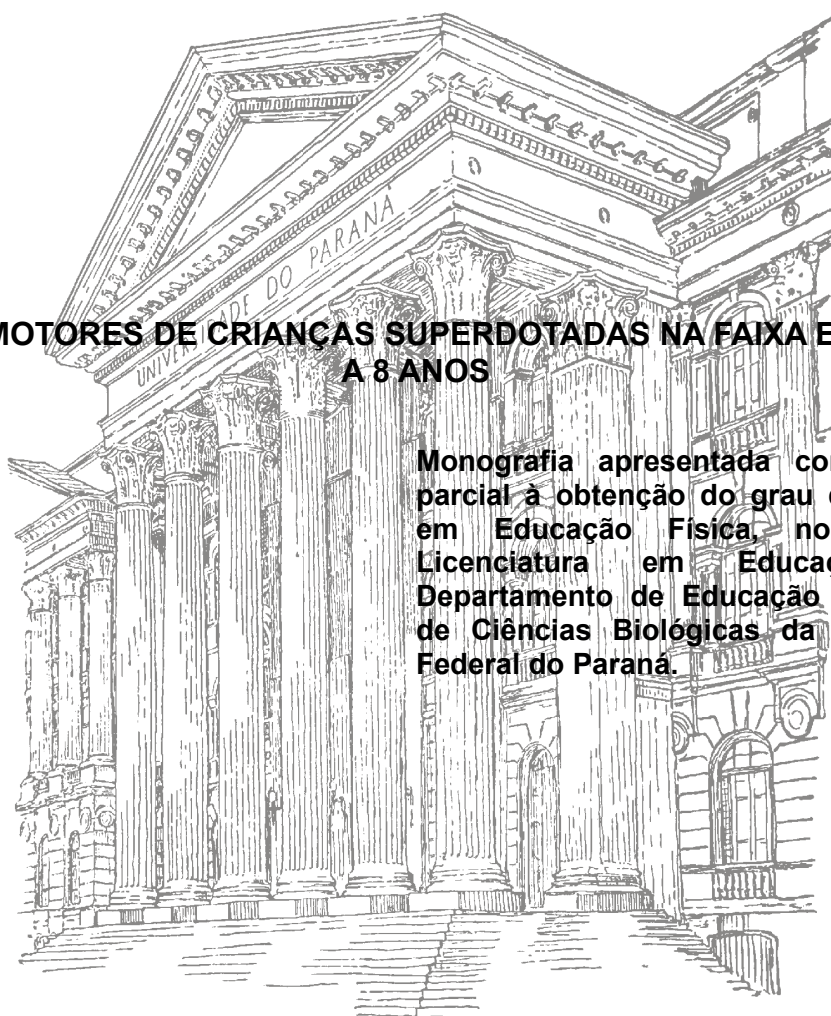 UNIVERSIDADE DO PARANÁ
MOTORES DE CRIANÇAS SUPERDOTADAS NA FAIXA E
A 8 ANOS
Monografia apresentada co
parcial à obtenção do grau
em Educação Física, no
Licenciatura em Educaç
Departamento de Educação
de Ciências Biológicas da
Federal do Paraná.